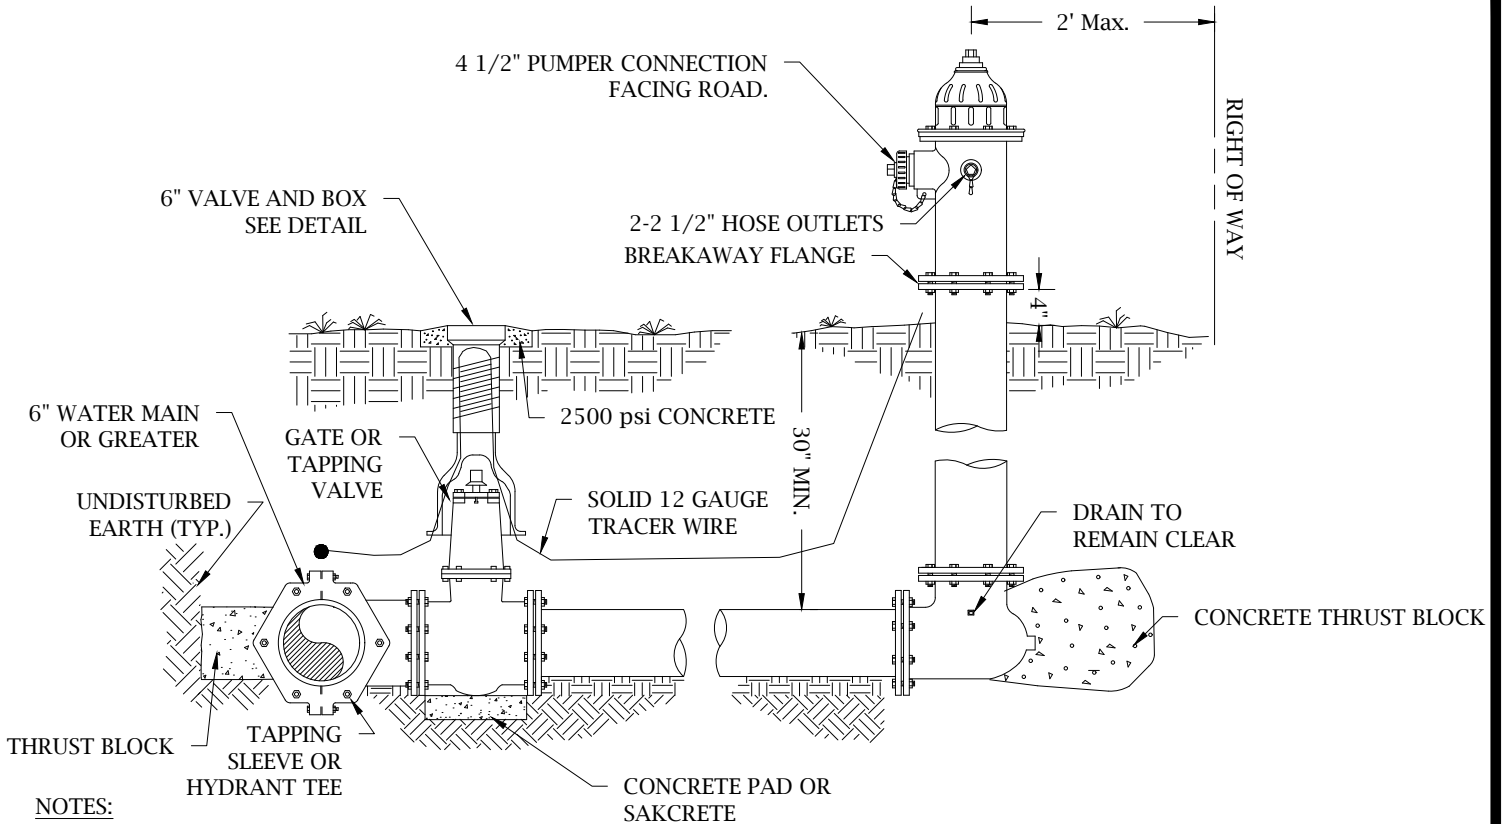 2' Max.
4 1/2" PUMPER CONNECTION
FACING ROAD.
RIGHT OF WAY
6" VALVE AND BOX
SEE DETAIL
2-2 1/2" HOSE OUTLETS
BREAKAWAY FLANGE
4"
6" WATER MAIN
OR GREATER
2500 psi CONCRETE
GATE OR
TAPPING
VALVE
30" MIN.
UNDISTURBED
EARTH (TYP.)
SOLID 12 GAUGE
TRACER WIRE
DRAIN TO
REMAIN CLEAR
CONCRETE THRUST BLOCK
THRUST BLOCK
TAPPING
SLEEVE OR
HYDRANT TEE
CONCRETE PAD OR
SAKCRETE
NOTES: